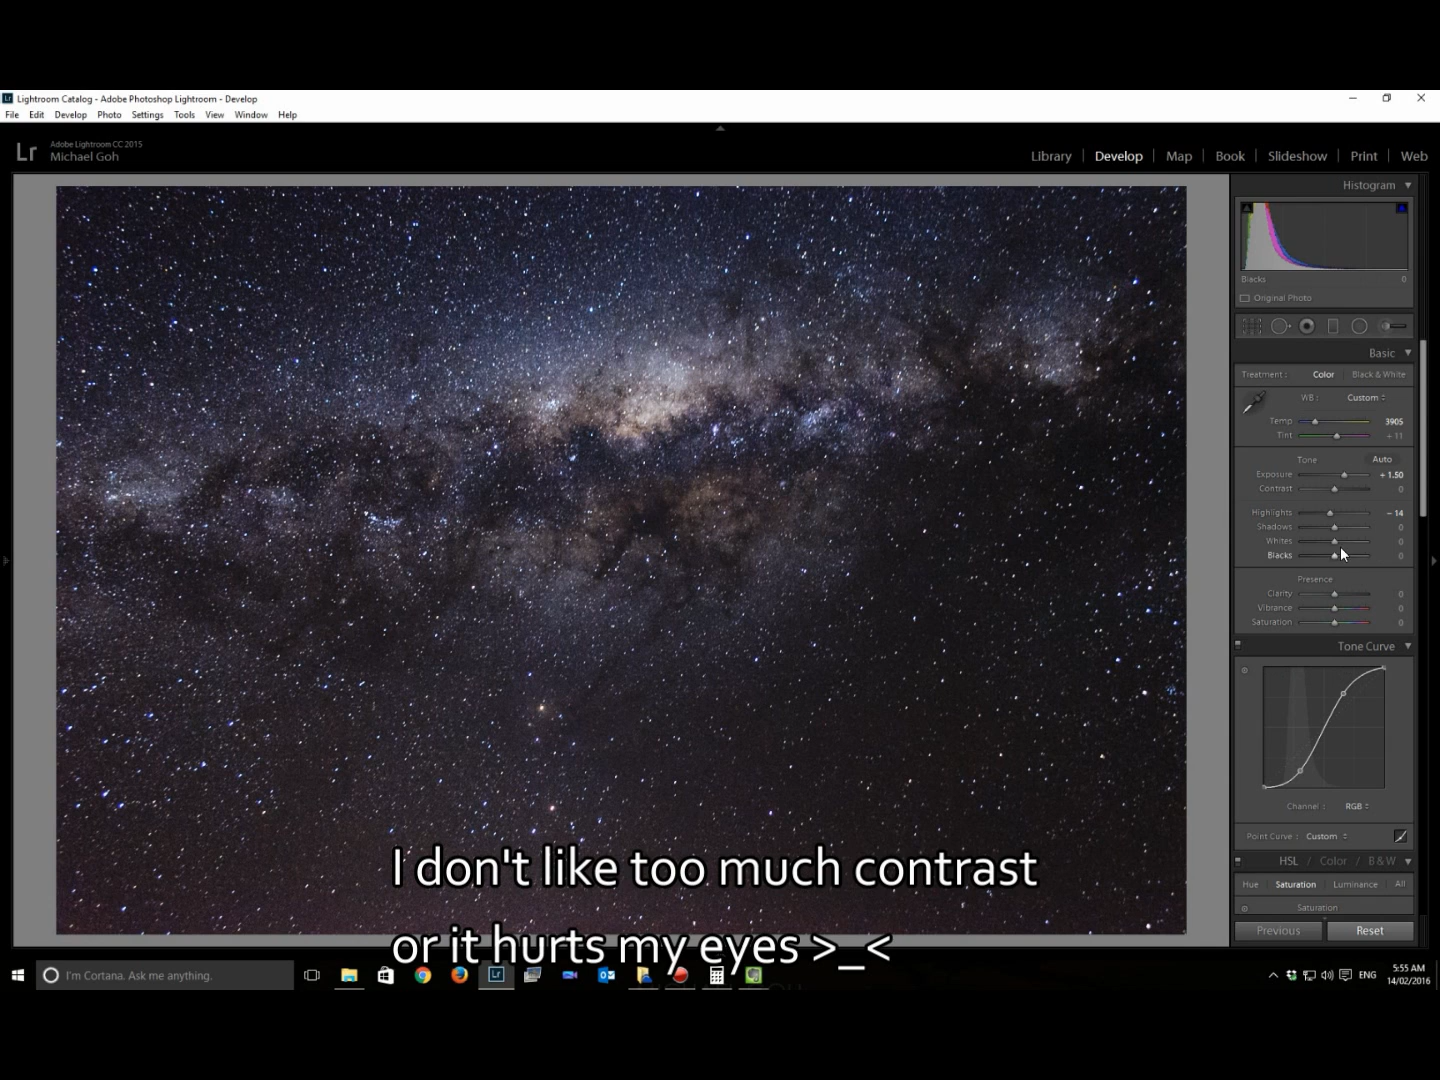 Lightroom Catalog - Adobe Photoshop Lightroom - Develop
File Edit Develop Photo Settings Tools View Window Help
Lr Adobe Lightroom CC 2015
Michael Goh
Library | Develop | Map | Book | Slideshow | Print | Web
Histogram
Blacks 0
Original Photo
Basic
Treatment : Color Black & White
WB : Custom
Temp 3905
Tint + 11
Tone Auto
Exposure + 1.50
Contrast 0
Highlights - 14
Shadows 0
Whites 0
Blacks 0
Presence
Clarity 0
Vibrance 0
Saturation 0
Tone Curve
Channel : RGB
Point Curve : Custom
HSL / Color / B & W
Hue Saturation Luminance All
Saturation
Previous Reset
I don't like too much contrast
or it hurts my eyes >_<
I'm Cortana. Ask me anything.
Lr
ENG
5:55 AM
14/02/2016